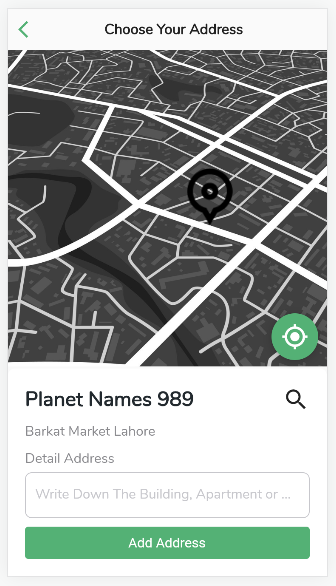 Choose Your Address
Planet Names 989
Barkat Market Lahore
Detail Address
Write Down The Building, Apartment or ...
Add Address